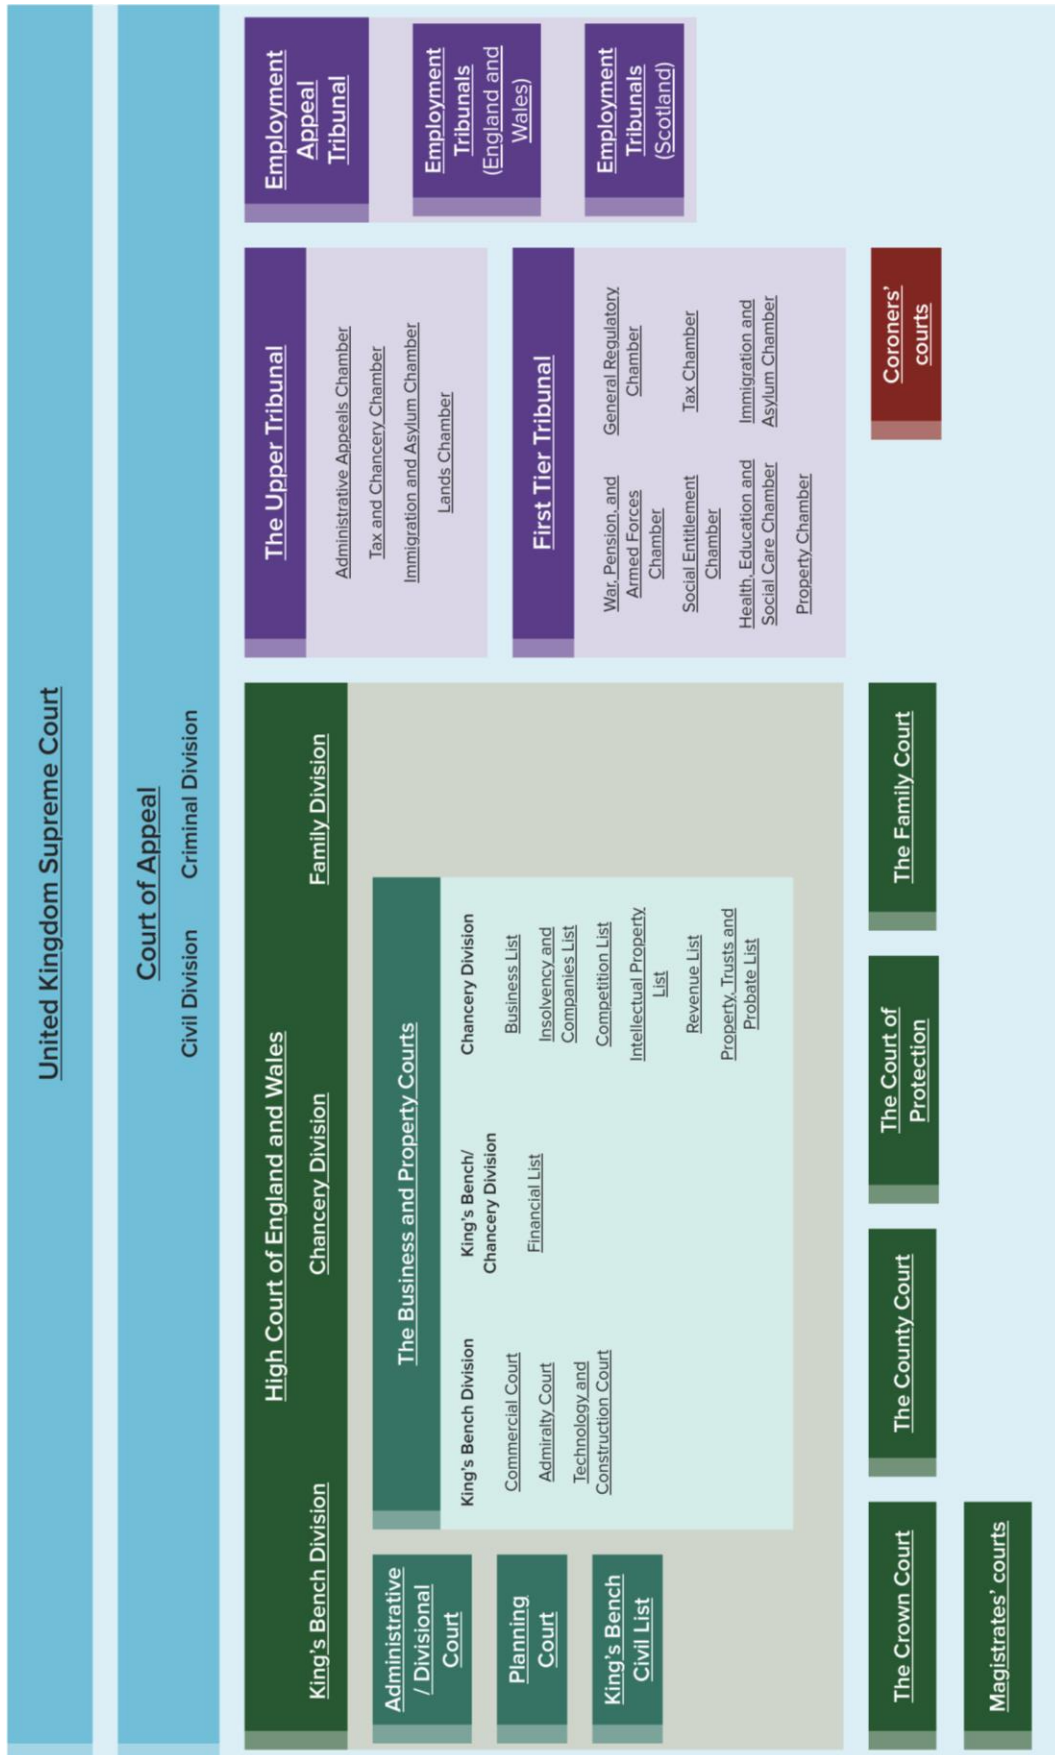 United Kingdom Supreme Court
Court of Appeal
Civil Division
Criminal Division
High Court of England and Wales
King's Bench Division
Chancery Division
Family Division
Administrative
/ Divisional
Court
Planning
Court
King's Bench
Civil List
The Business and Property Courts
King's Bench Division
Commercial Court
Admiralty Court
Technology and
Construction Court
King's Bench/
Chancery Division
Financial List
Chancery Division
Business List
Insolvency and
Companies List
Competition List
Intellectual Property
List
Revenue List
Property, Trusts and
Probate List
The Upper Tribunal
Administrative Appeals Chamber
Tax and Chancery Chamber
Immigration and Asylum Chamber
Lands Chamber
First Tier Tribunal
War, Pension, and
Armed Forces
Chamber
Social Entitlement
Chamber
Health, Education and
Social Care Chamber
Property Chamber
General Regulatory
Chamber
Tax Chamber
Immigration and
Asylum Chamber
Employment
Appeal
Tribunal
Employment
Tribunals
(England and
Wales)
Employment
Tribunals
(Scotland)
The Crown Court
The County Court
The Court of
Protection
The Family Court
Coroners'
courts
Magistrates' courts